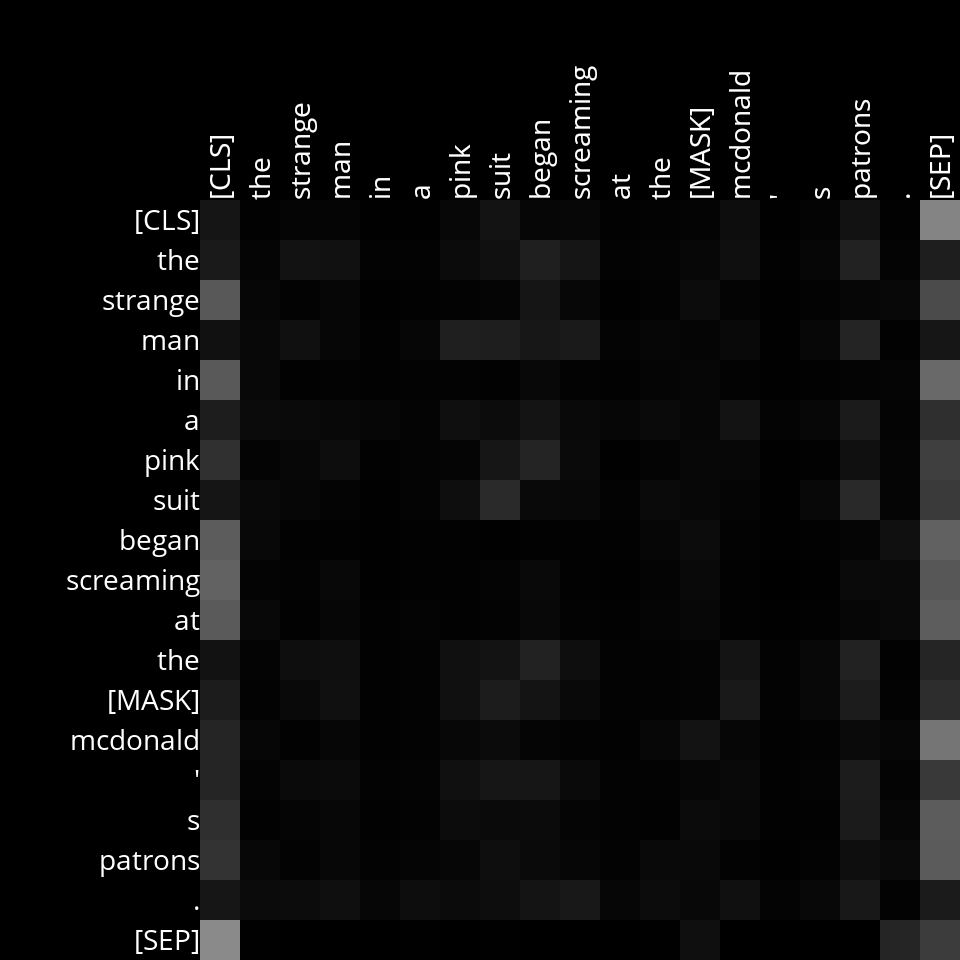 [CLS] the strange man in a pink suit began screaming at the [MASK] mcdonald ' s patrons . [SEP]
[CLS]
the
strange
man
in
a
pink
suit
began
screaming
at
the
[MASK]
mcdonald
'
s
patrons
.
[SEP]